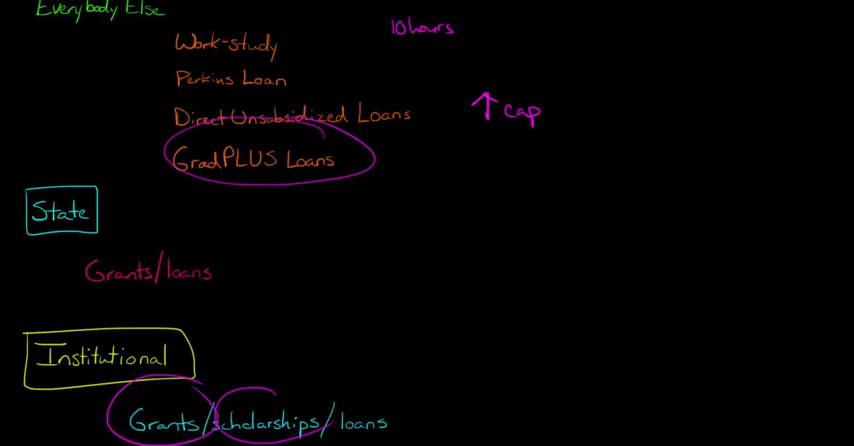 Everybody Else
10 hours
Work-study
Perkins Loan
Direct Unsubsidized Loans
↑ cap
GradPLUS Loans
State
Grants/loans
Institutional
Grants/scholarships/loans